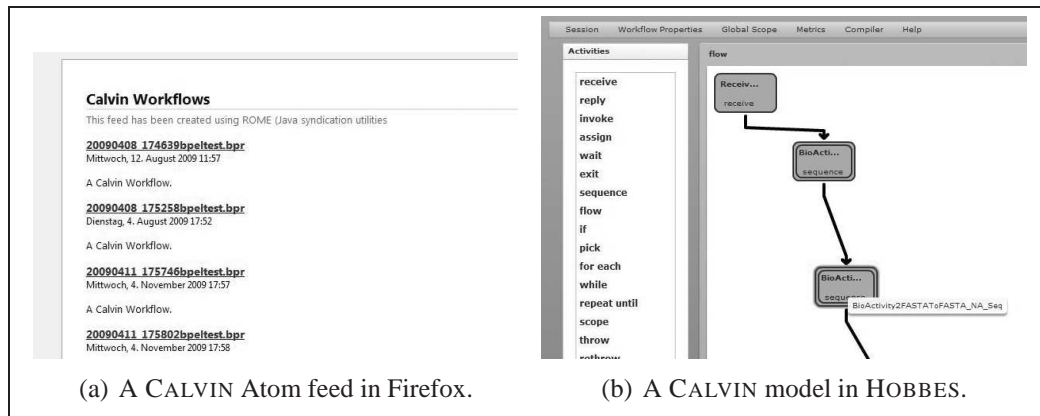 Calvin Workflows
This feed has been created using ROME (Java syndication utilities
20090408_174639bpeltest.bpr
Mittwoch, 12. August 2009 11:57
A Calvin Workflow.
20090408_175258bpeltest.bpr
Dienstag, 4. August 2009 17:52
A Calvin Workflow.
20090411_175746bpeltest.bpr
Mittwoch, 4. November 2009 17:57
A Calvin Workflow.
20090411_175802bpeltest.bpr
Mittwoch, 4. November 2009 17:58
(a) A CALVIN Atom feed in Firefox.
Session Workflow Properties Global Scope Metrics Compiler Help
Activities
receive
reply
invoke
assign
wait
exit
sequence
flow
if
pick
for each
while
repeat until
scope
throw
rethrow
flow
Receiv...
receive
BioActi...
sequence
BioActi...
sequence
BioActivity2FASTAToFASTA_NA_Seq
(b) A CALVIN model in HOBBES.